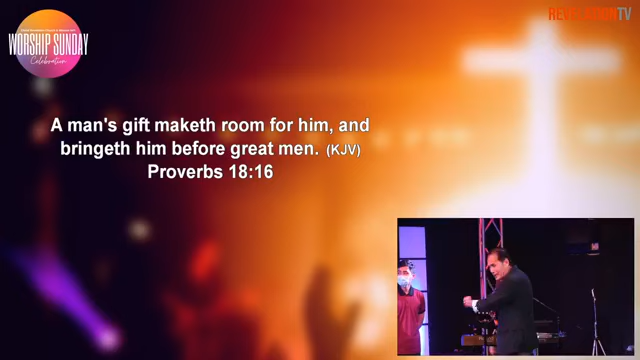 WORSHIP SUNDAY
Celebration
REVELATION TV
A man's gift maketh room for him, and
bringeth him before great men. (KJV)
Proverbs 18:16